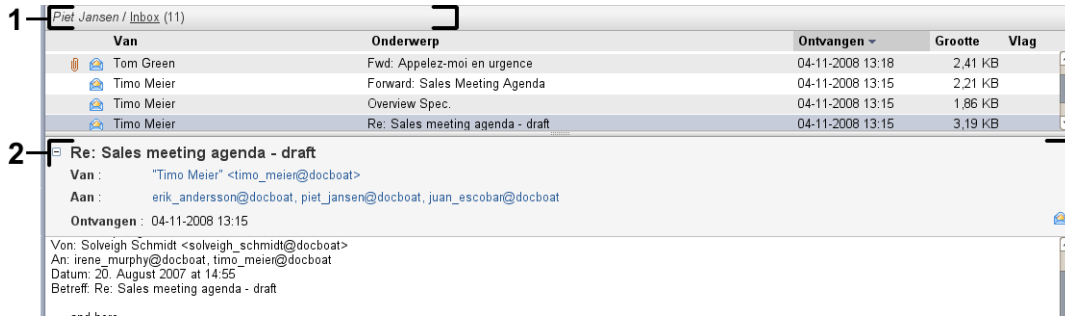 1
Piet Jansen / Inbox (11)
Van Onderwerp Ontvangen Grootte Vlag
Tom Green Fwd: Appelez-moi en urgence 04-11-2008 13:18 2,41 KB
Timo Meier Forward: Sales Meeting Agenda 04-11-2008 13:15 2,21 KB
Timo Meier Overview Spec. 04-11-2008 13:15 1,86 KB
Timo Meier Re: Sales meeting agenda - draft 04-11-2008 13:15 3,19 KB
2
Re: Sales meeting agenda - draft
Van : "Timo Meier" <timo_meier@docboat>
Aan : erik_andersson@docboat, piet_jansen@docboat, juan_escobar@docboat
Ontvangen : 04-11-2008 13:15
Von: Solveigh Schmidt <solveigh_schmidt@docboat>
An: irene_murphy@docboat, timo_meier@docboat
Datum: 20. August 2007 at 14:55
Betreff: Re: Sales meeting agenda - draft